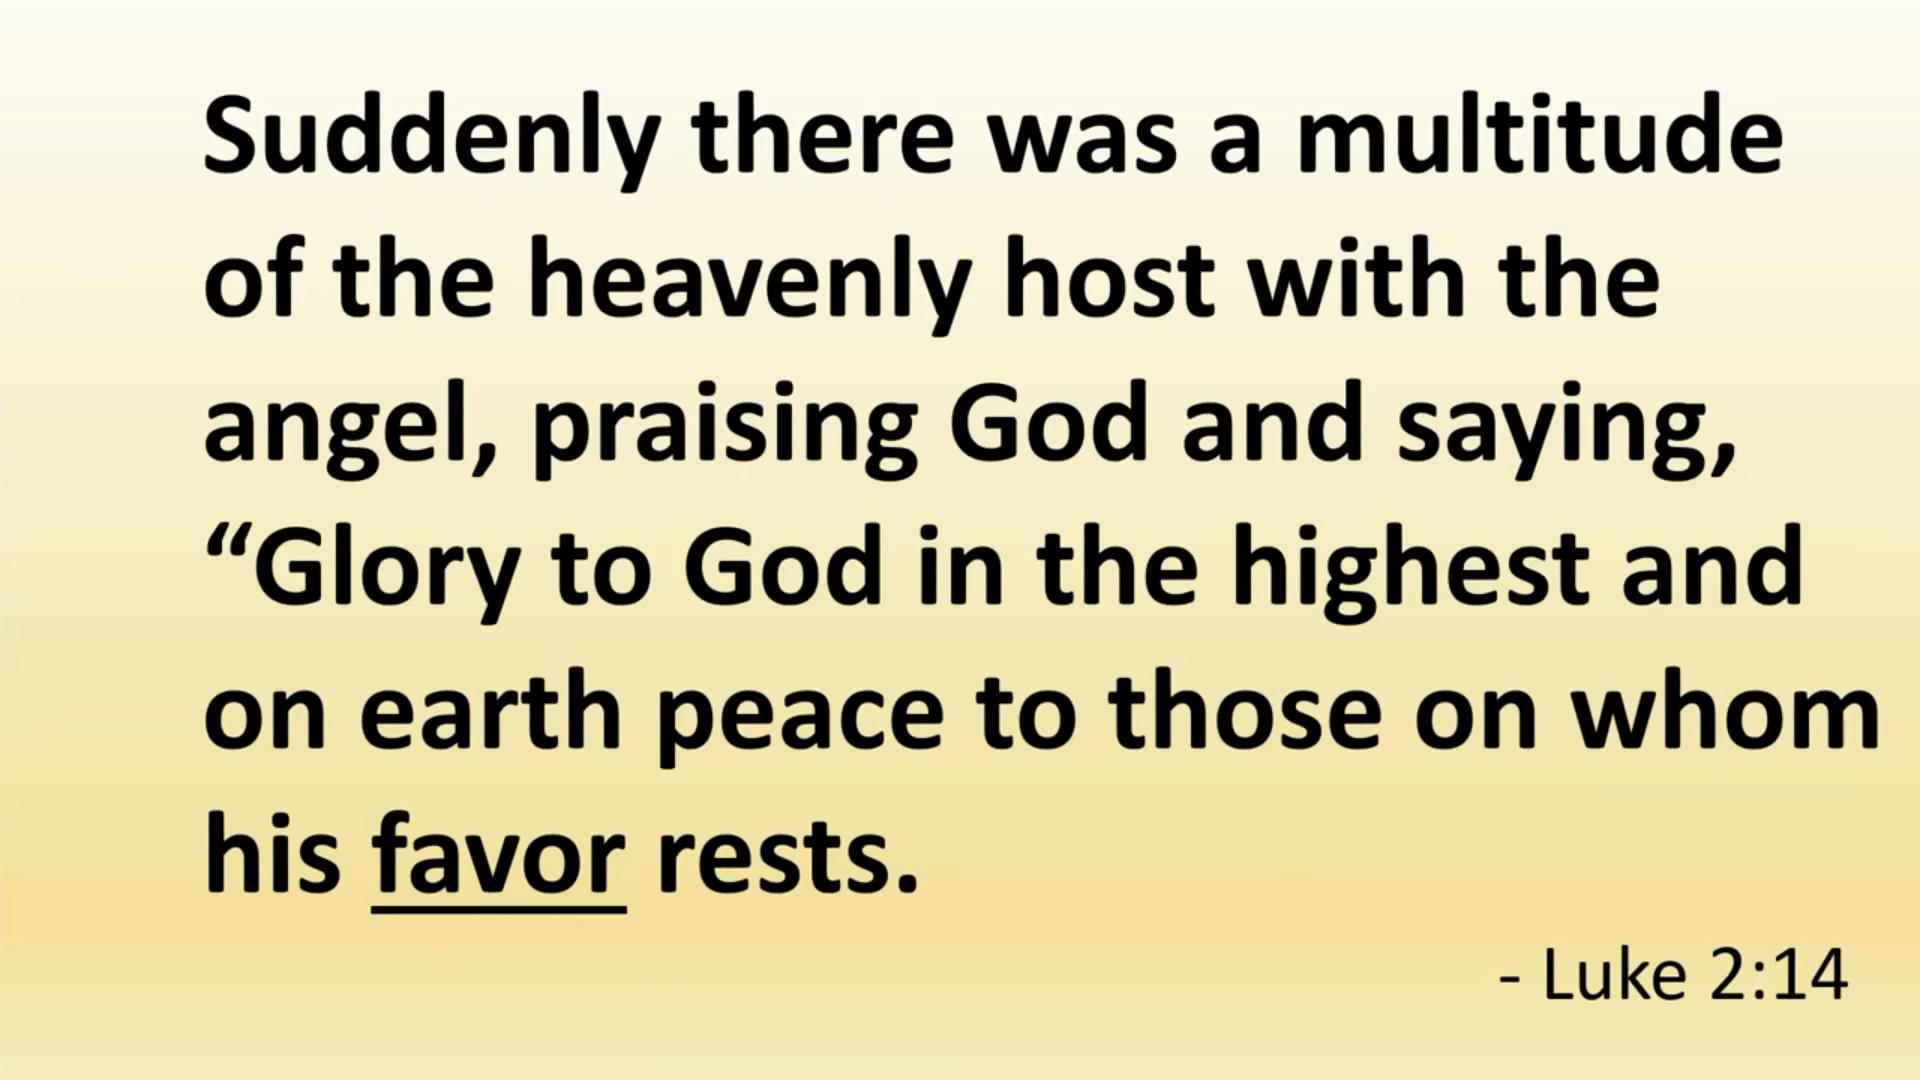 Suddenly there was a multitude
of the heavenly host with the
angel, praising God and saying,
“Glory to God in the highest and
on earth peace to those on whom
his favor rests.
- Luke 2:14